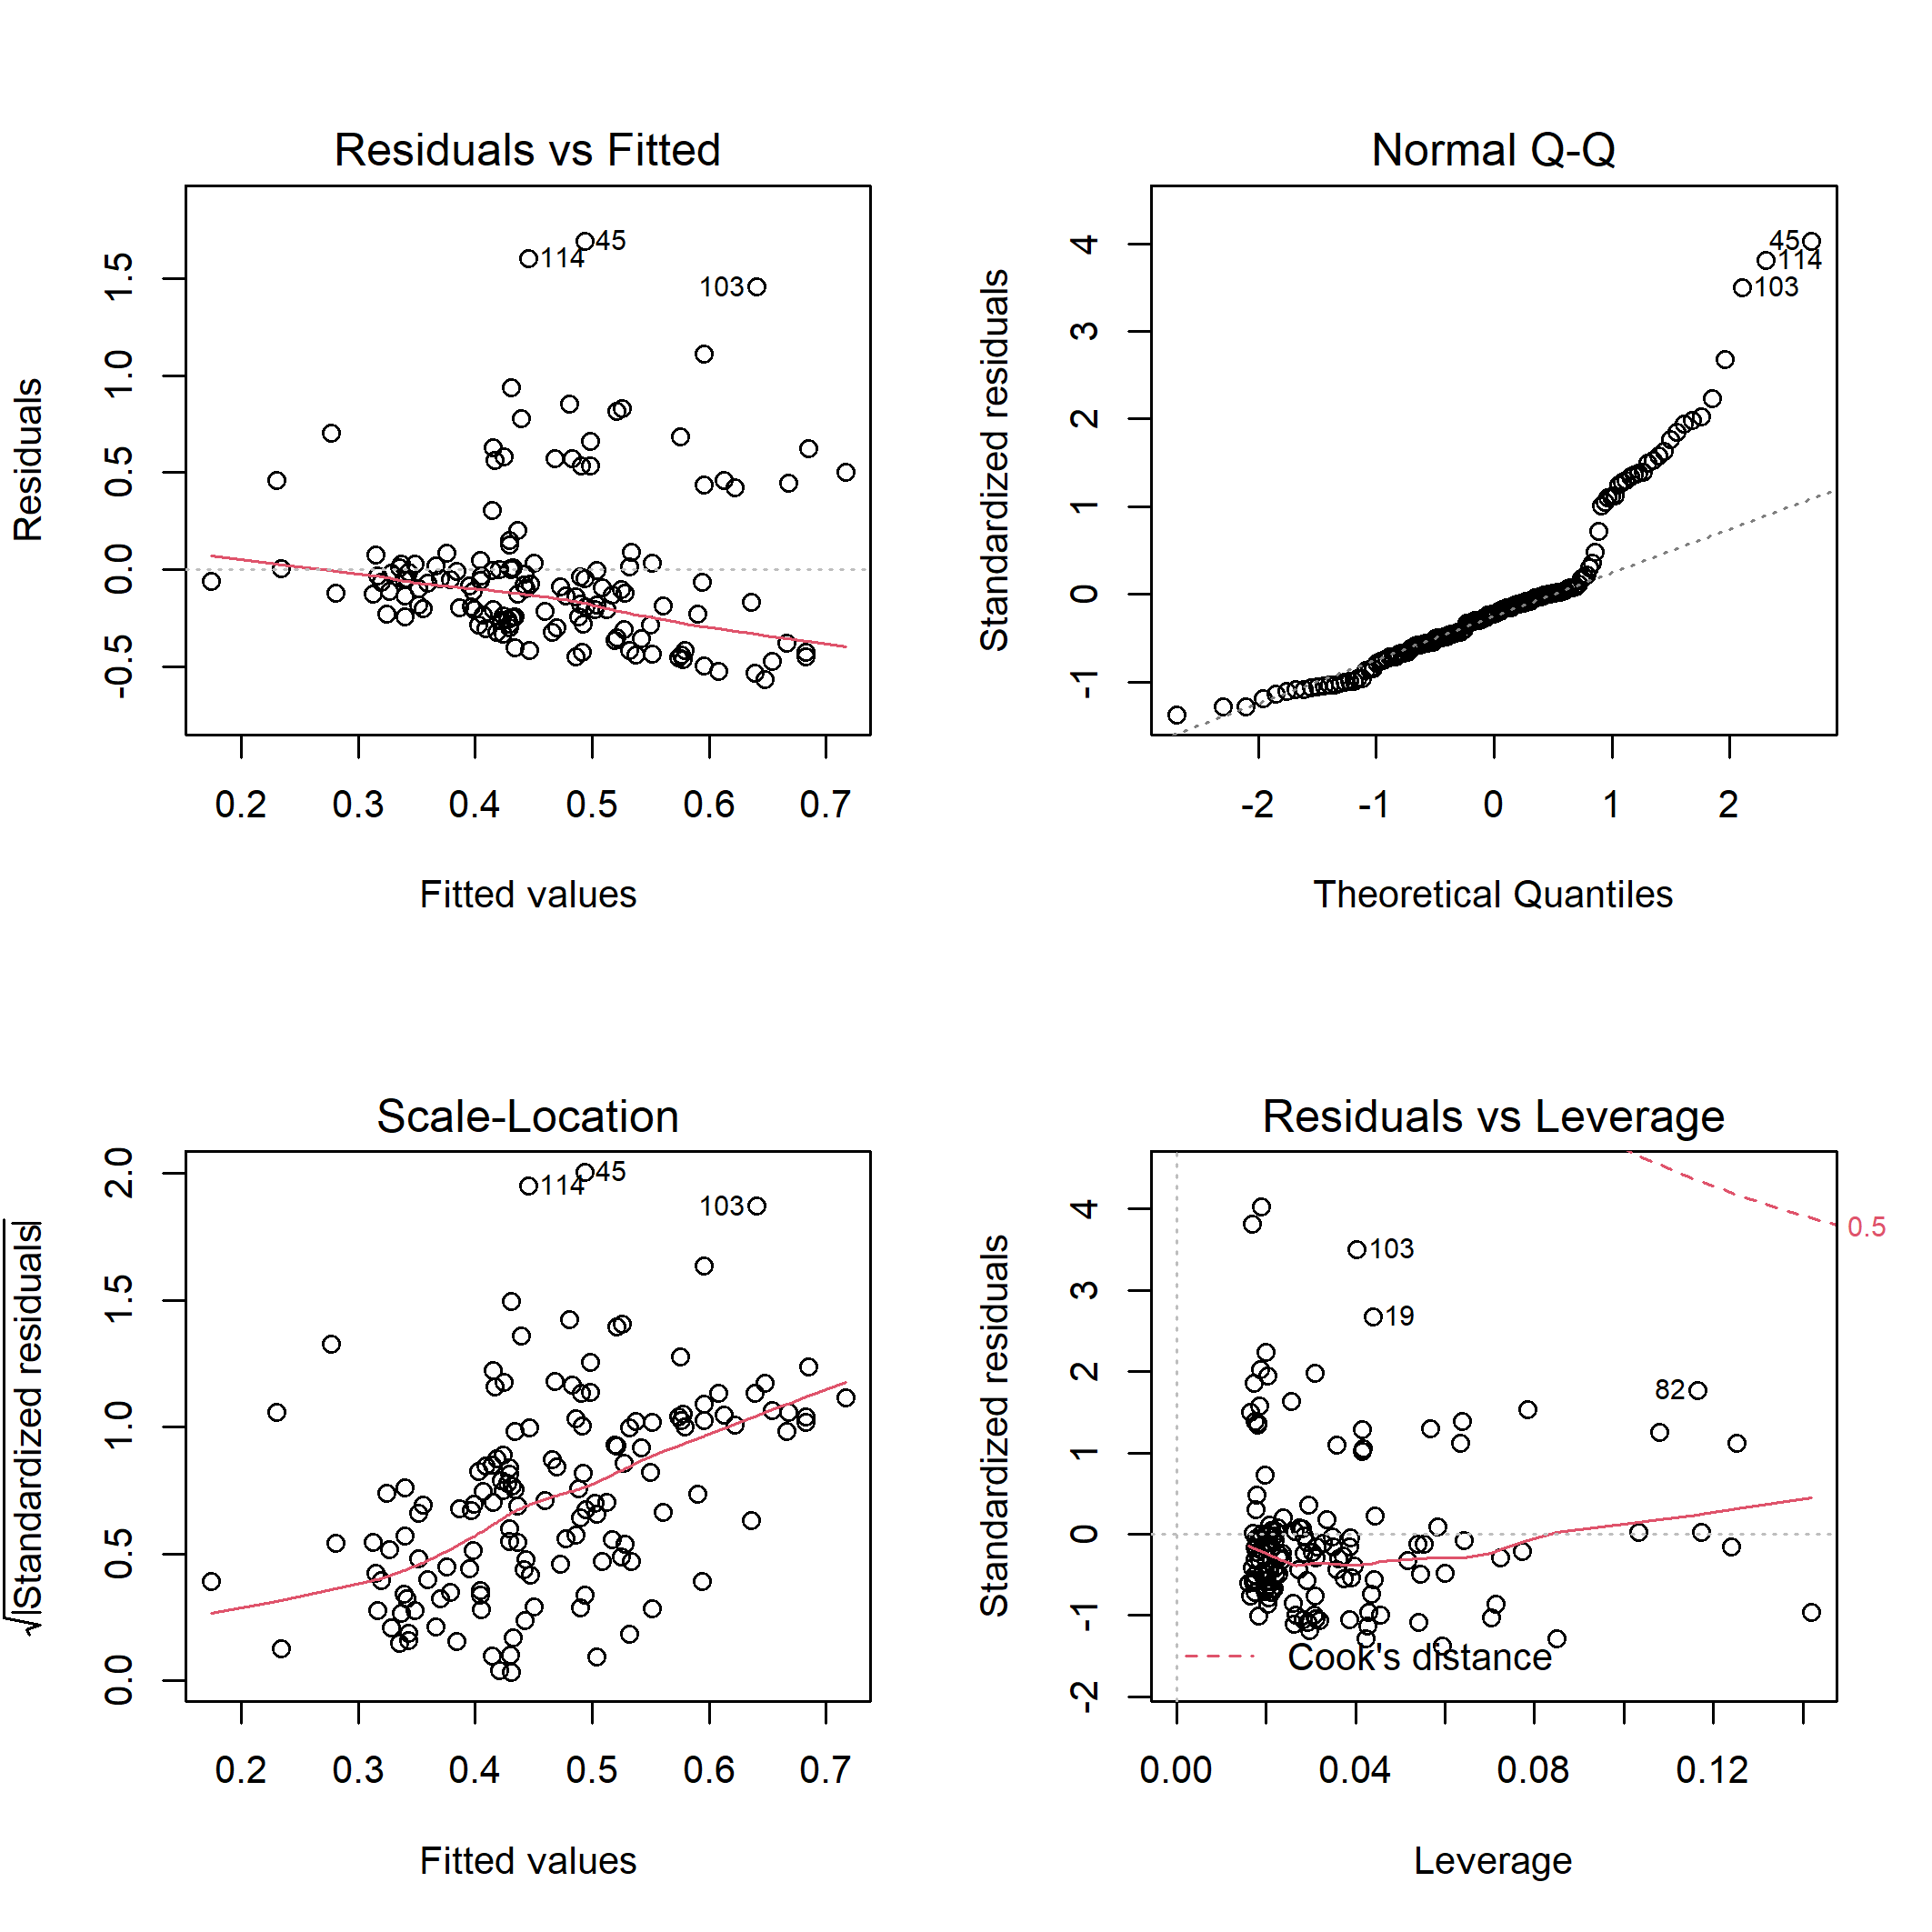 Residuals vs Fitted
Residuals
1.5
1.0
0.5
0.0
-0.5
114
45
103
0.2 0.3 0.4 0.5 0.6 0.7
Fitted values
Normal Q-Q
Standardized residuals
4
3
2
1
0
-1
45
114
103
-2 -1 0 1 2
Theoretical Quantiles
Scale-Location
√|Standardized residuals|
2.0
1.5
1.0
0.5
0.0
114
45
103
0.2 0.3 0.4 0.5 0.6 0.7
Fitted values
Residuals vs Leverage
Standardized residuals
4
3
2
1
0
-1
-2
0.5
103
19
82
Cook's distance
0.00 0.04 0.08 0.12
Leverage